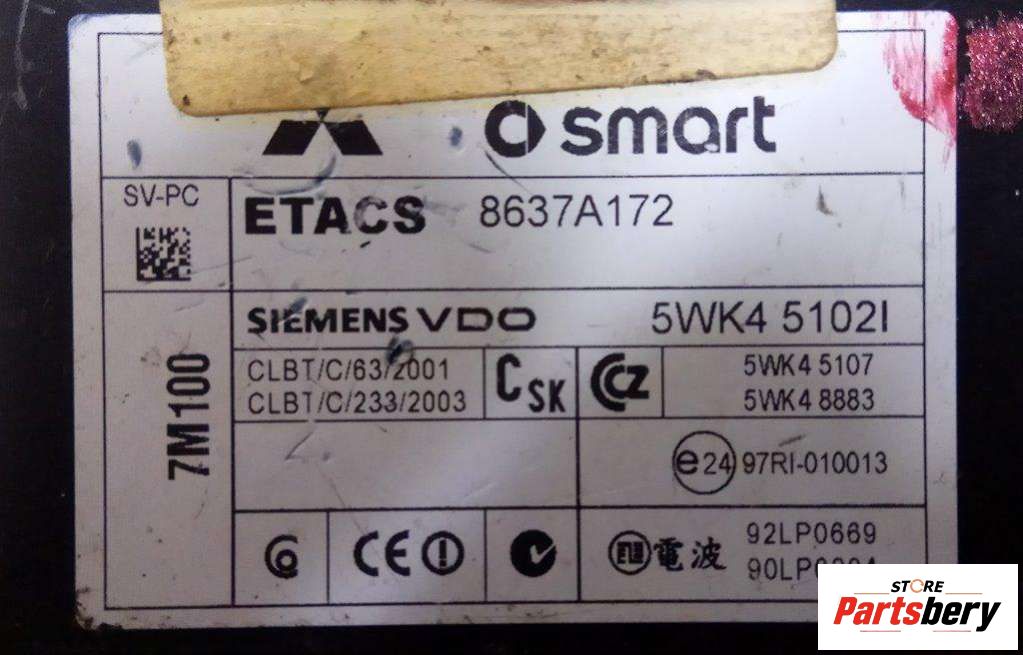 smart
SV-PC
ETACS 8637A172
SIEMENS VDO 5WK4 5102I
7M100
CLBT/C/63/2001
CLBT/C/233/2003
CSK
CCZ
5WK4 5107
5WK4 8883
e24 97RI-010013
CE
電波
92LP0669
STORE
Partsbery